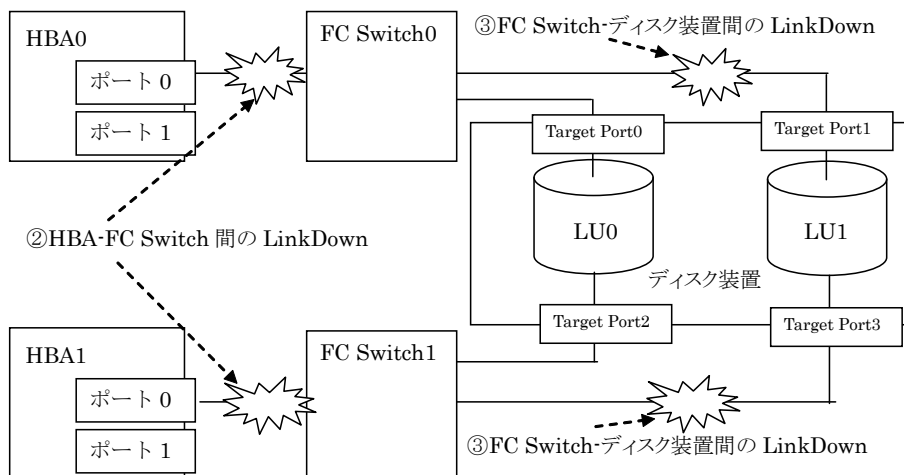 ③FC Switch-ディスク装置間の LinkDown
HBA0
FC Switch0
ポート 0
ポート 1
Target Port0
Target Port1
LU0
LU1
②HBA-FC Switch 間の LinkDown
ディスク装置
Target Port2
Target Port3
HBA1
FC Switch1
ポート 0
ポート 1
③FC Switch-ディスク装置間の LinkDown